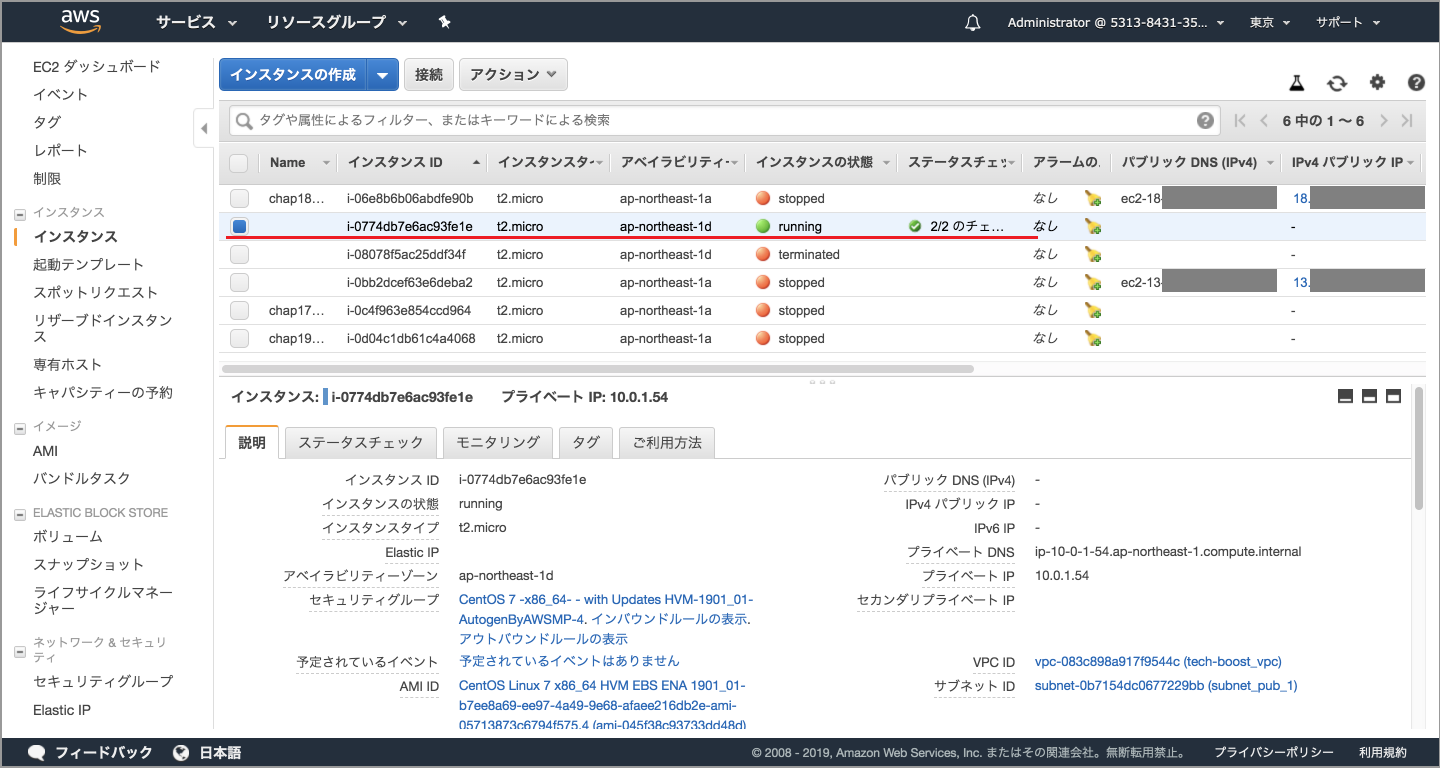 aws サービス リソースグループ Administrator @ 5313-8431-35... 東京 サポート
EC2 ダッシュボード
イベント
タグ
レポート
制限
インスタンス
インスタンス
起動テンプレート
スポットリクエスト
リザーブドインスタン
ス
専有ホスト
キャパシティーの予約
イメージ
AMI
バンドルタスク
ELASTIC BLOCK STORE
ボリューム
スナップショット
ライフサイクルマネー
ジャー
ネットワーク & セキュリ
ティ
セキュリティグループ
Elastic IP
インスタンスの作成 接続 アクション
タグや属性によるフィルター、またはキーワードによる検索 6 中の 1 〜 6
Name インスタンス ID インスタンスタ アベイラビリティ インスタンスの状態 ステータスチェッ アラームの. パブリック DNS (IPv4) IPv4 パブリック IP
chap18... i-06e8b6b06abdfe90b t2.micro ap-northeast-1a stopped なし ec2-18- 18.
i-0774db7e6ac93fe1e t2.micro ap-northeast-1d running 2/2 のチェ... なし -
i-08078f5ac25ddf34f t2.micro ap-northeast-1d terminated なし -
i-0bb2dcef63e6deba2 t2.micro ap-northeast-1a stopped なし ec2-13- 13.
chap17... i-0c4f963e854ccd964 t2.micro ap-northeast-1a stopped なし -
chap19... i-0d04c1db61c4a4068 t2.micro ap-northeast-1a stopped なし -
インスタンス: i-0774db7e6ac93fe1e プライベート IP: 10.0.1.54
説明 ステータスチェック モニタリング タグ ご利用方法
インスタンス ID i-0774db7e6ac93fe1e パブリック DNS (IPv4) -
インスタンスの状態 running IPv4 パブリック IP -
インスタンスタイプ t2.micro IPv6 IP -
Elastic IP プライベート DNS ip-10-0-1-54.ap-northeast-1.compute.internal
アベイラビリティーゾーン ap-northeast-1d プライベート IP 10.0.1.54
セキュリティグループ CentOS 7 -x86_64- - with Updates HVM-1901_01- セカンダリプライベート IP
AutogenByAWSMP-4. インバウンドルールの表示.
アウトバウンドルールの表示
予定されているイベント 予定されているイベントはありません VPC ID vpc-083c898a917f9544c (tech-boost_vpc)
AMI ID CentOS Linux 7 x86_64 HVM EBS ENA 1901_01- サブネット ID subnet-0b7154dc0677229bb (subnet_pub_1)
b7ee8a69-ee97-4a49-9e68-afaee216db2e-ami-
05713873c6794f575.4 (ami-045f38c93733dd48d)
フィードバック 日本語 © 2008 - 2019, Amazon Web Services, Inc. またはその関連会社。無断転用禁止。 プライバシーポリシー 利用規約